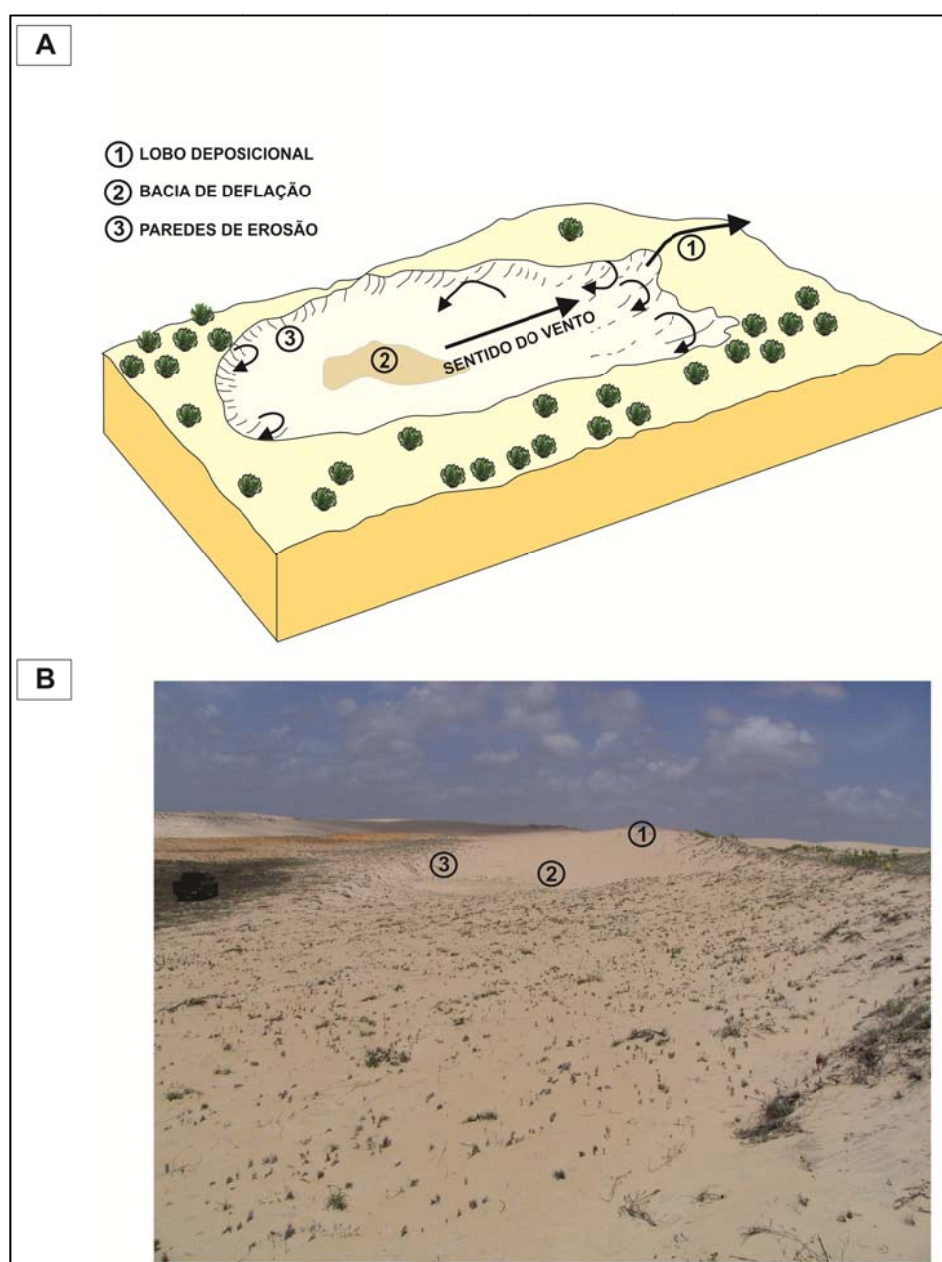 A
① LOBO DEPOSICIONAL
② BACIA DE DEFLAÇÃO
③ PAREDES DE EROSÃO
①
③
②
SENTIDO DO VENTO
B
①
③
②